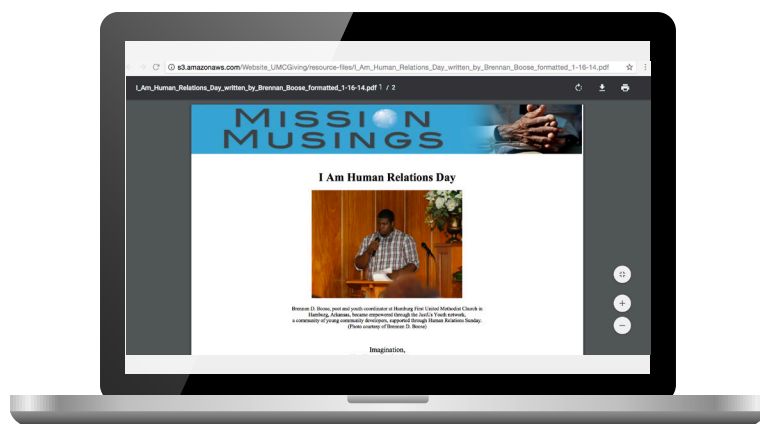 s3.amazonaws.com/Website_UMCGiving/resource-files/I_Am_Human_Relations_Day_written_by_Brennan_Boose_formatted_1-16-14.pdf
I_Am_Human_Relations_Day_written_by_Brennan_Boose_formatted_1-16-14.pdf 1 / 2
MISSION
MUSINGS
I Am Human Relations Day
Brennen D. Boose, poet and youth coordinator at Hamburg First United Methodist Church in
Hamburg, Arkansas, became empowered through the JustUs Youth network,
a community of young community developers, supported through Human Relations Sunday.
(Photo courtesy of Brennen D. Boose)
Imagination,